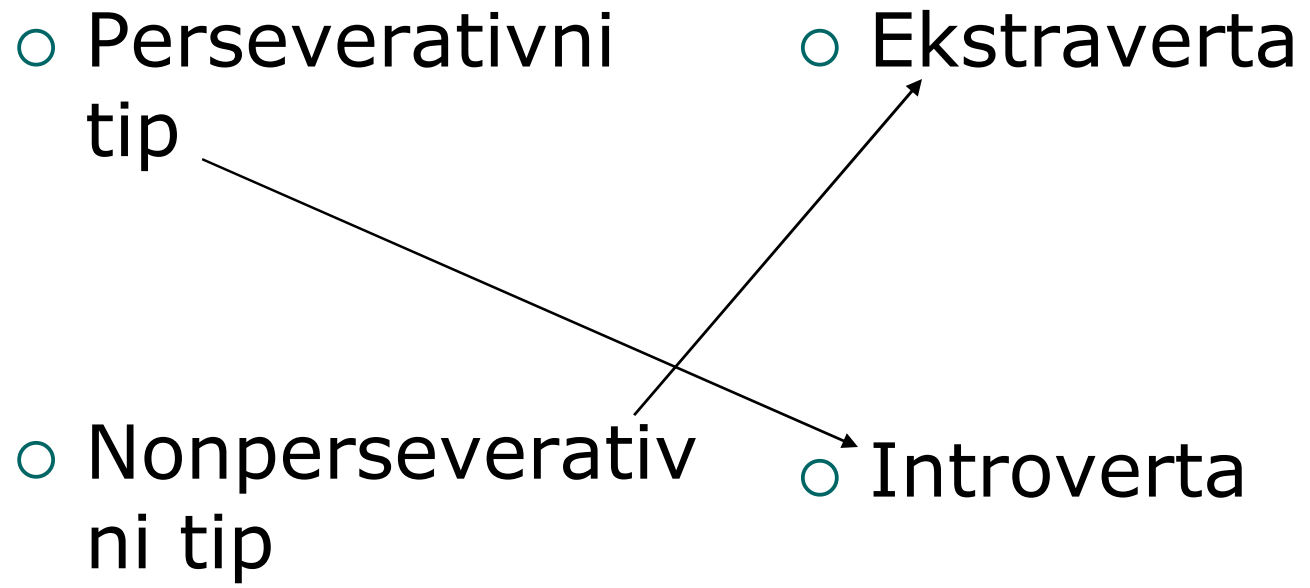 Perseverativni
tip
Nonperseverativ
ni tip
Ekstraverta
Introverta